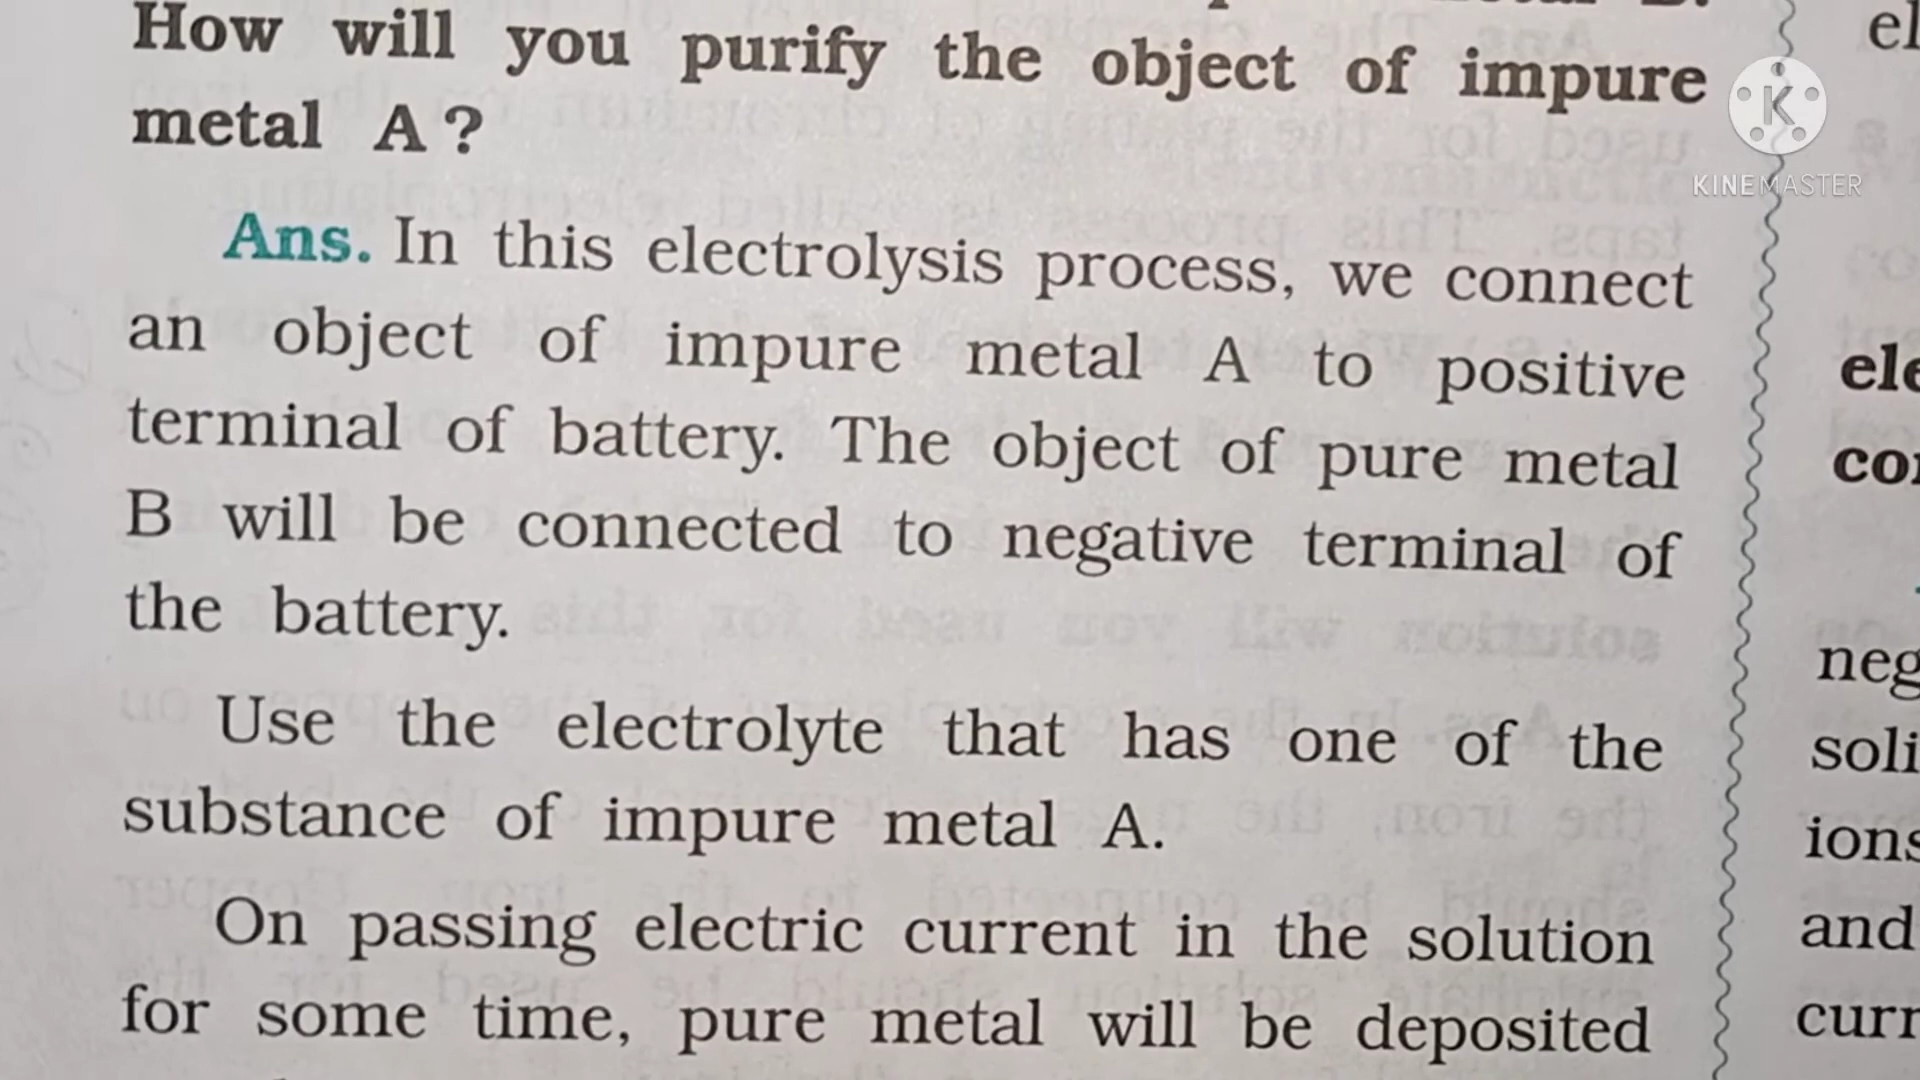 How will you purify the object of impure
metal A ?
Ans. In this electrolysis process, we connect
an object of impure metal A to positive
terminal of battery. The object of pure metal
B will be connected to negative terminal of
the battery.
Use the electrolyte that has one of the
substance of impure metal A.
On passing electric current in the solution
for some time, pure metal will be deposited
K
KINEMASTER
el
ele
con
neg
soli
ions
and
curr